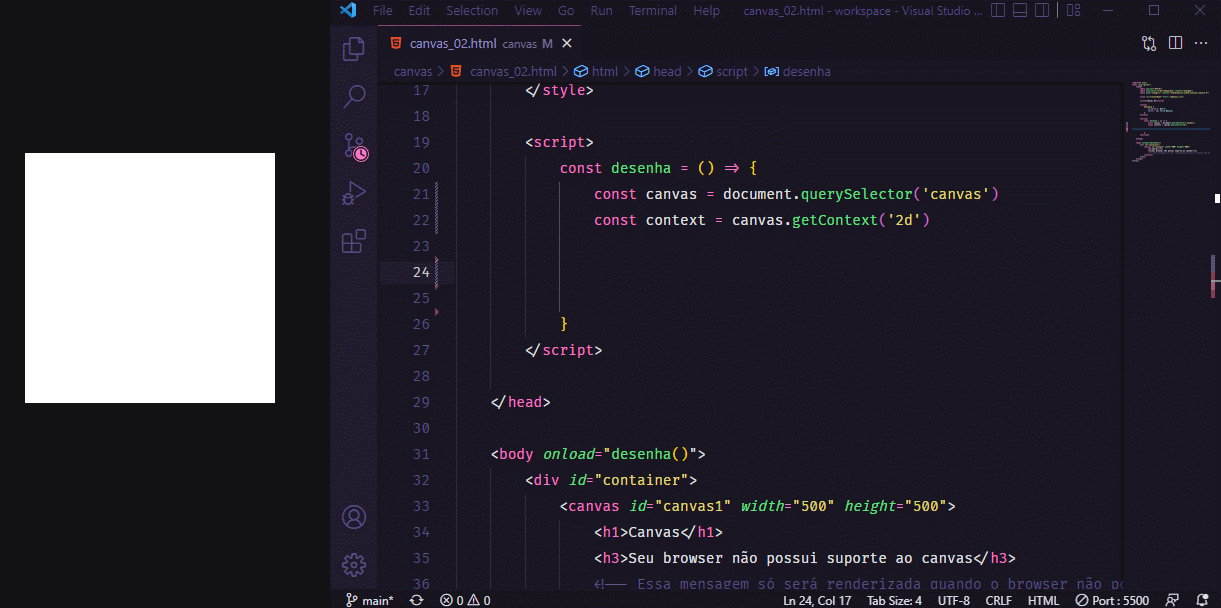 File Edit Selection View Go Run Terminal Help canvas_02.html - workspace - Visual Studio ...
canvas_02.html canvas M
canvas > canvas_02.html > html > head > script > desenha
17 </style>
18
19 <script>
20 const desenha = () => {
21 const canvas = document.querySelector('canvas')
22 const context = canvas.getContext('2d')
23
24
25
26 }
27 </script>
28
29 </head>
30
31 <body onload="desenha()">
32 <div id="container">
33 <canvas id="canvas1" width="500" height="500">
34 <h1>Canvas</h1>
35 <h3>Seu browser não possui suporte ao canvas</h3>
36 <!-- Essa mensagem só será renderizada quando o browser não
main* 0 0 Ln 24, Col 17 Tab Size: 4 UTF-8 CRLF HTML Port : 5500